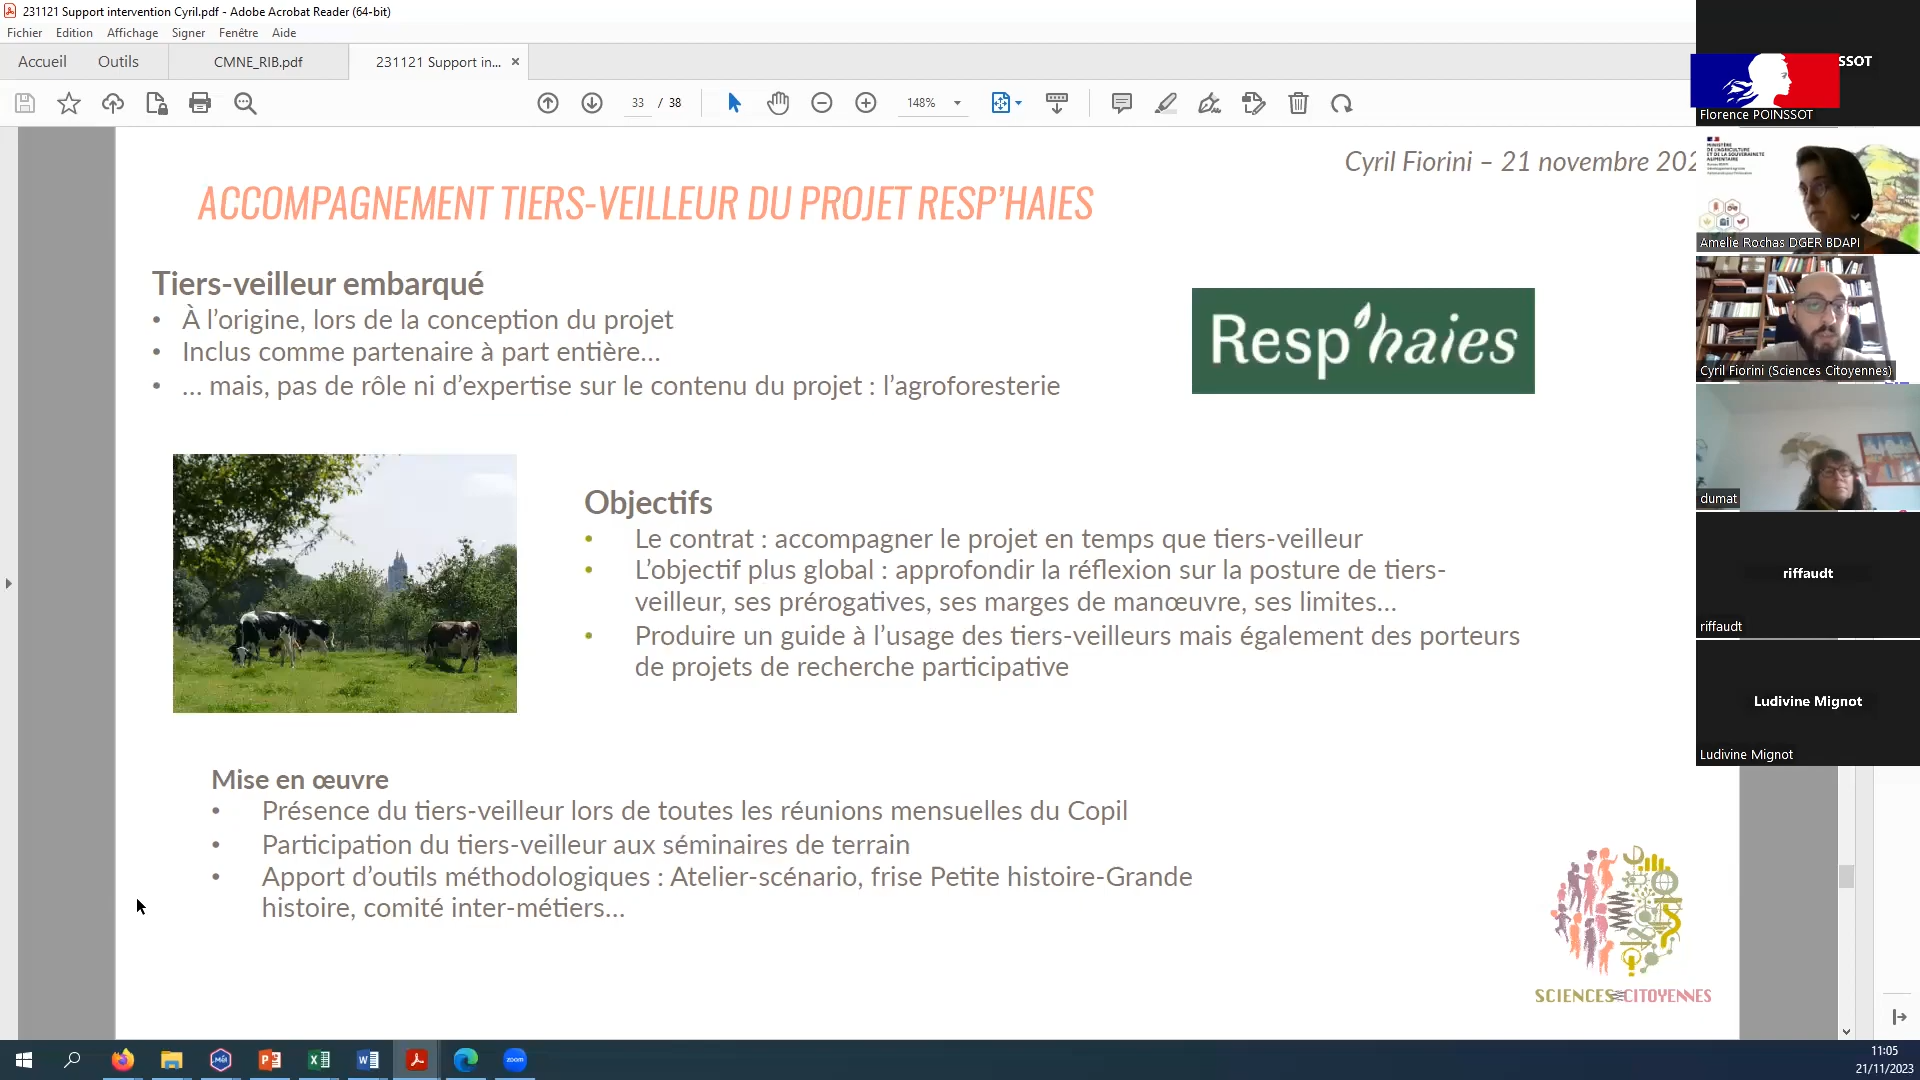 231121 Support intervention Cyril.pdf - Adobe Acrobat Reader (64-bit)
Fichier Edition Affichage Signer Fenêtre Aide
Accueil Outils CMNE_RIB.pdf 231121 Support in... ×
33 / 38 148%
Cyril Fiorini – 21 novembre 202
ACCOMPAGNEMENT TIERS-VEILLEUR DU PROJET RESP'HAIES
Tiers-veilleur embarqué
• À l'origine, lors de la conception du projet
• Inclus comme partenaire à part entière…
• … mais, pas de rôle ni d'expertise sur le contenu du projet : l'agroforesterie
Resp'haies
Objectifs
• Le contrat : accompagner le projet en temps que tiers-veilleur
• L'objectif plus global : approfondir la réflexion sur la posture de tiers-
veilleur, ses prérogatives, ses marges de manœuvre, ses limites…
• Produire un guide à l'usage des tiers-veilleurs mais également des porteurs
de projets de recherche participative
Mise en œuvre
• Présence du tiers-veilleur lors de toutes les réunions mensuelles du Copil
• Participation du tiers-veilleur aux séminaires de terrain
• Apport d'outils méthodologiques : Atelier-scénario, frise Petite histoire-Grande
histoire, comité inter-métiers…
SCIENCES CITOYENNES
SSOT
Florence POINSSOT
MINISTÈRE
DE L'AGRICULTURE
ET DE LA SOUVERAINETÉ
ALIMENTAIRE
Amelie Rochas DGER BDAPI
Cyril Fiorini (Sciences Citoyennes)
dumat
riffaudt
riffaudt
Ludivine Mignot
Ludivine Mignot
zoom
11:05
21/11/2023